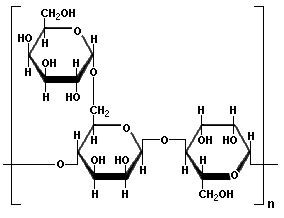 CH₂OH
O
HO H H
H
OH H
H O
H OH
CH₂ H H
H O H H OH HO H
O OH OH O H H O
H OH CH₂OH
n